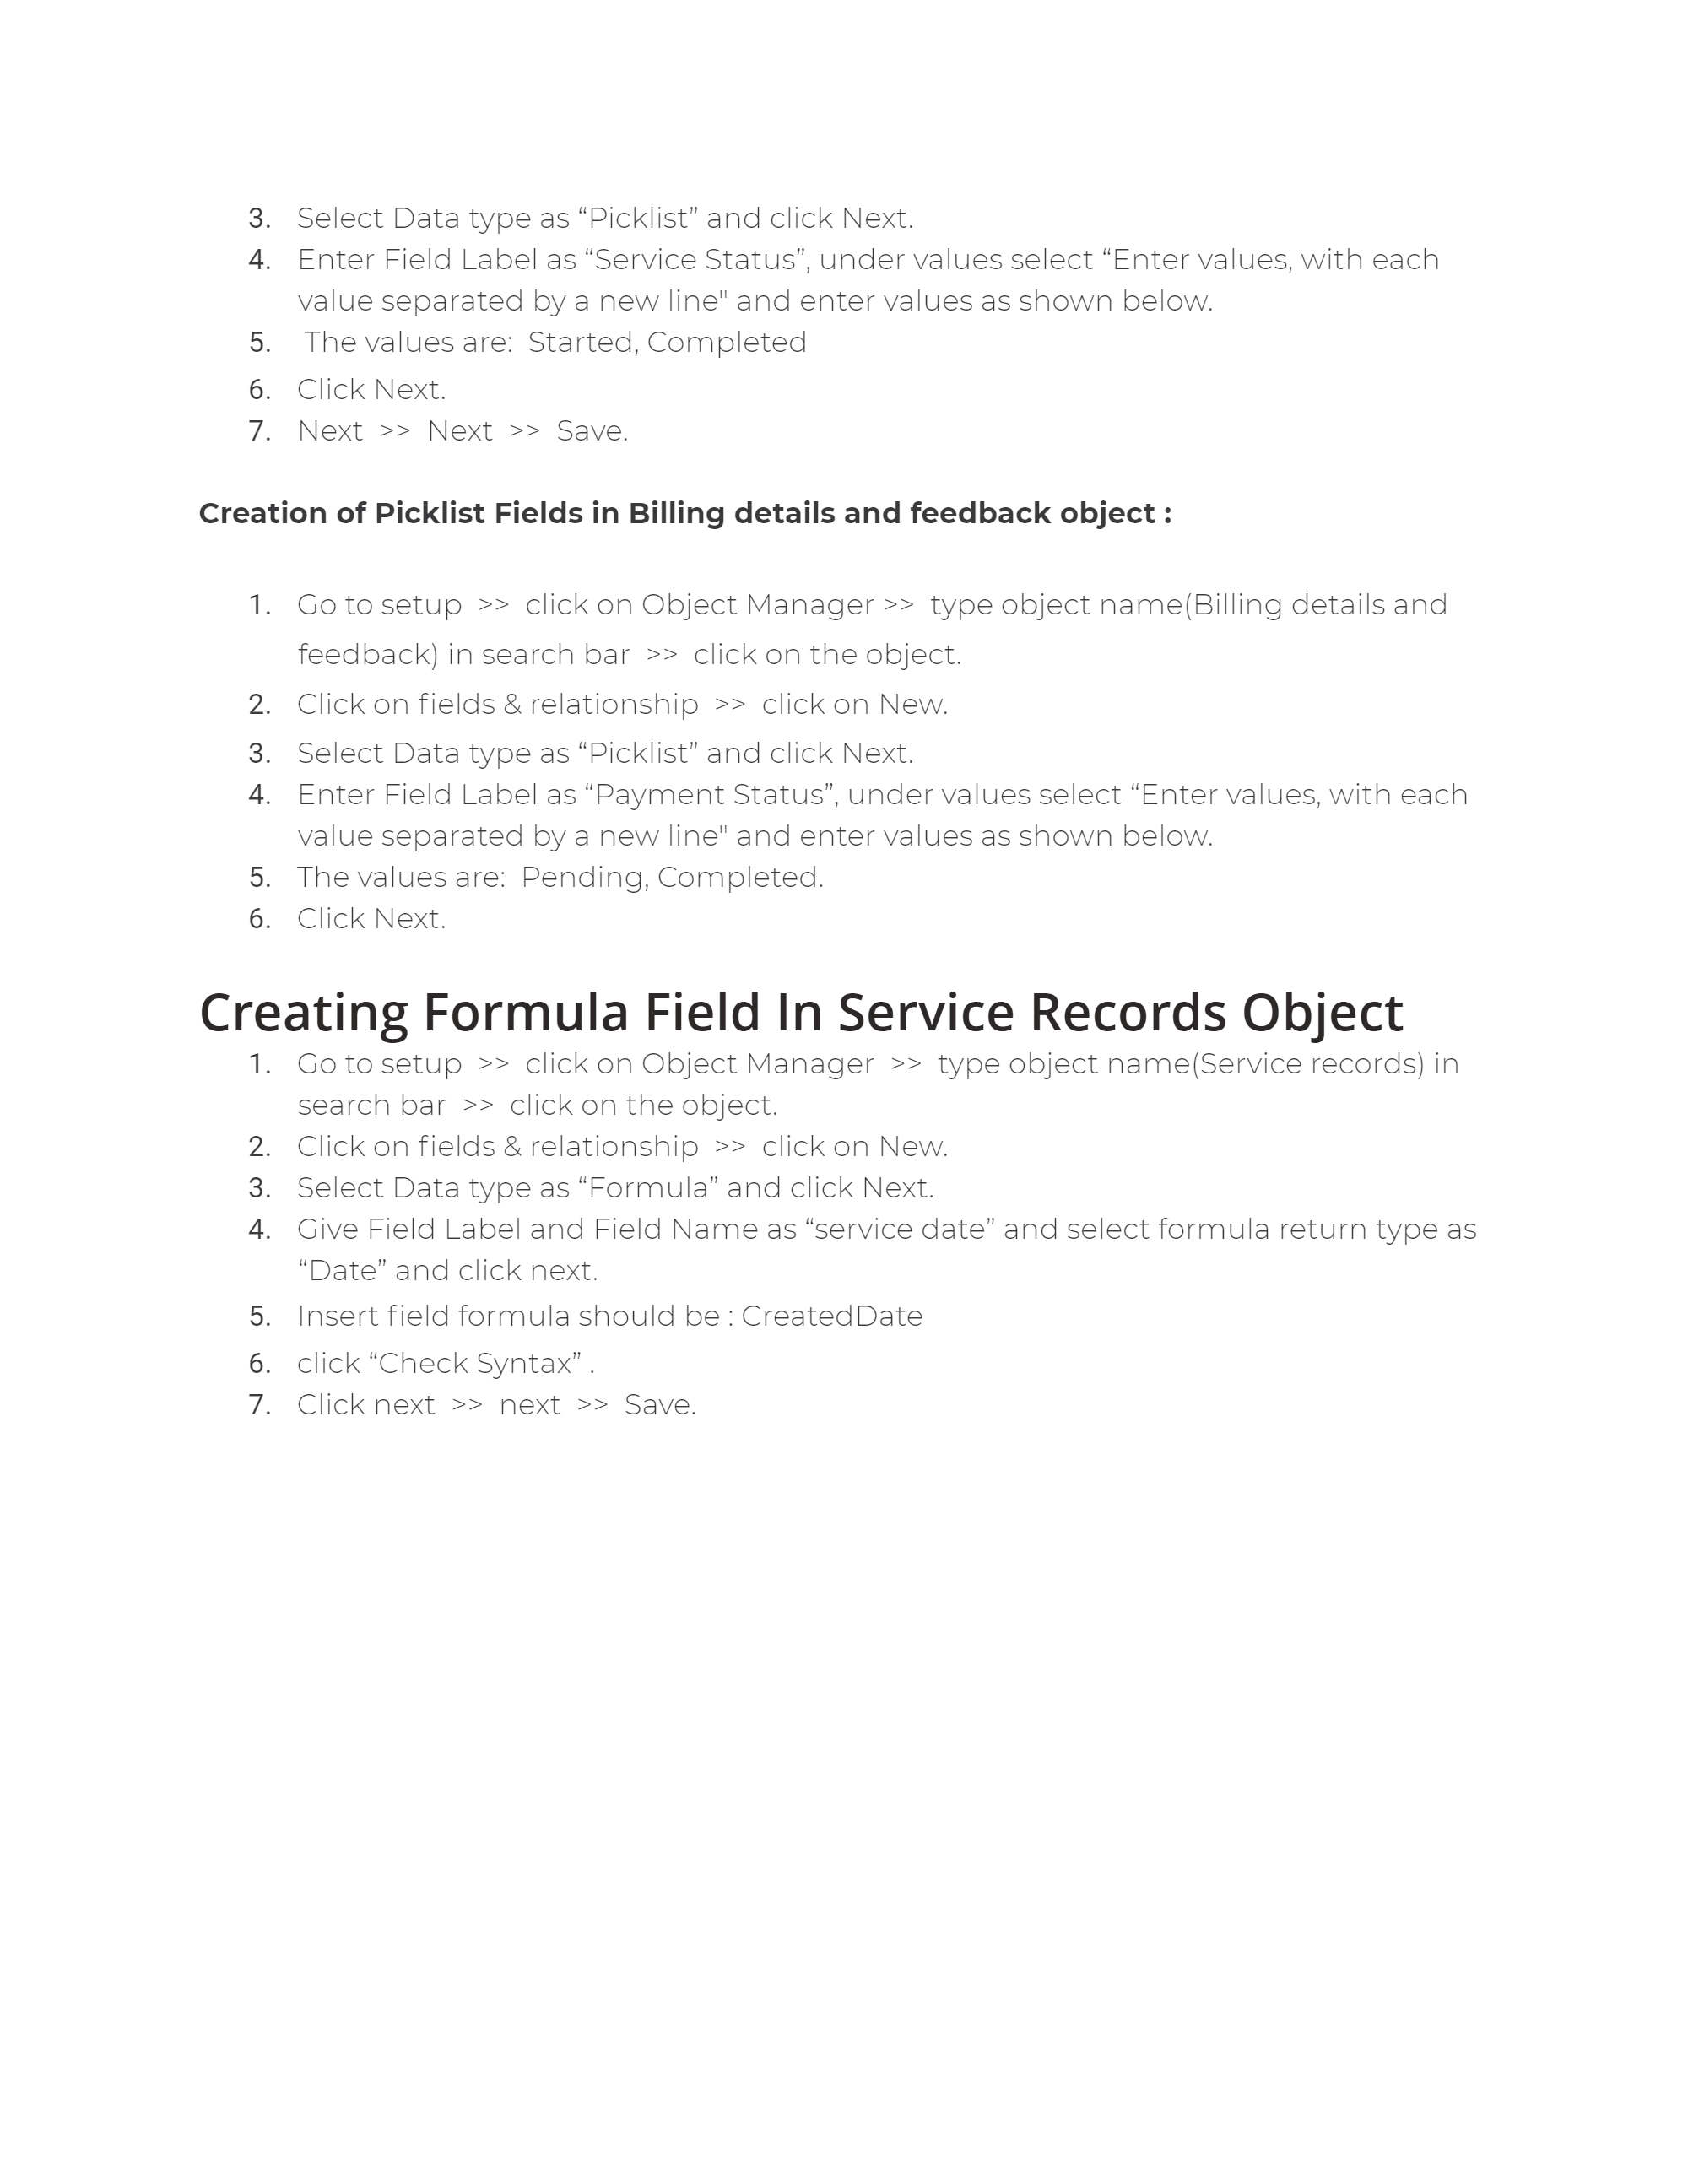 3. Select Data type as “Picklist” and click Next.
4. Enter Field Label as “Service Status”, under values select “Enter values, with each
value separated by a new line" and enter values as shown below.
5. The values are: Started, Completed
6. Click Next.
7. Next >> Next >> Save.
Creation of Picklist Fields in Billing details and feedback object :
1. Go to setup >> click on Object Manager >> type object name(Billing details and
feedback) in search bar >> click on the object.
2. Click on fields & relationship >> click on New.
3. Select Data type as “Picklist” and click Next.
4. Enter Field Label as “Payment Status”, under values select “Enter values, with each
value separated by a new line" and enter values as shown below.
5. The values are: Pending, Completed.
6. Click Next.
Creating Formula Field In Service Records Object
1. Go to setup >> click on Object Manager >> type object name(Service records) in
search bar >> click on the object.
2. Click on fields & relationship >> click on New.
3. Select Data type as “Formula” and click Next.
4. Give Field Label and Field Name as “service date” and select formula return type as
“Date” and click next.
5. Insert field formula should be : CreatedDate
6. click “Check Syntax” .
7. Click next >> next >> Save.